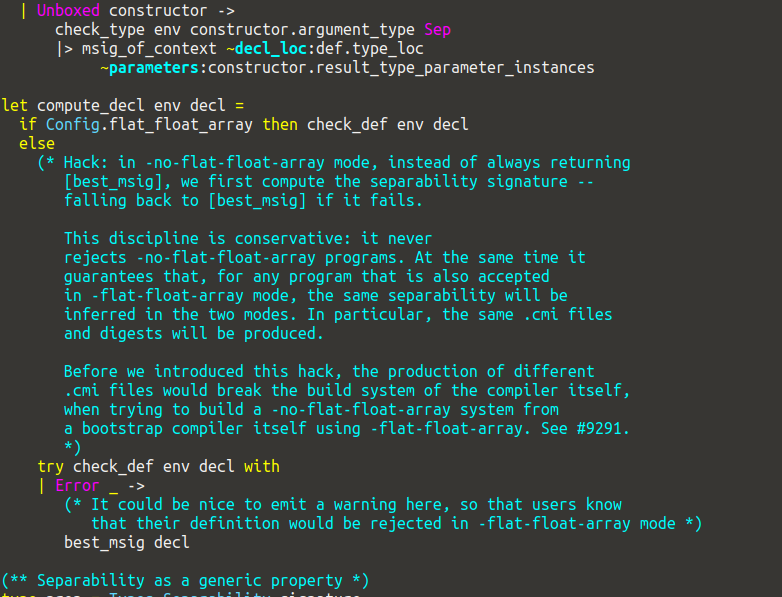 | Unboxed constructor ->
check_type env constructor.argument_type Sep
|> msig_of_context ~decl_loc:def.type_loc
~parameters:constructor.result_type_parameter_instances
let compute_decl env decl =
if Config.flat_float_array then check_def env decl
else
(* Hack: in -no-flat-float-array mode, instead of always returning
[best_msig], we first compute the separability signature --
falling back to [best_msig] if it fails.
This discipline is conservative: it never
rejects -no-flat-float-array programs. At the same time it
guarantees that, for any program that is also accepted
in -flat-float-array mode, the same separability will be
inferred in the two modes. In particular, the same .cmi files
and digests will be produced.
Before we introduced this hack, the production of different
.cmi files would break the build system of the compiler itself,
when trying to build a -no-flat-float-array system from
a bootstrap compiler itself using -flat-float-array. See #9291.
*)
try check_def env decl with
| Error _ ->
(* It could be nice to emit a warning here, so that users know
that their definition would be rejected in -flat-float-array mode *)
best_msig decl
(** Separability as a generic property *)